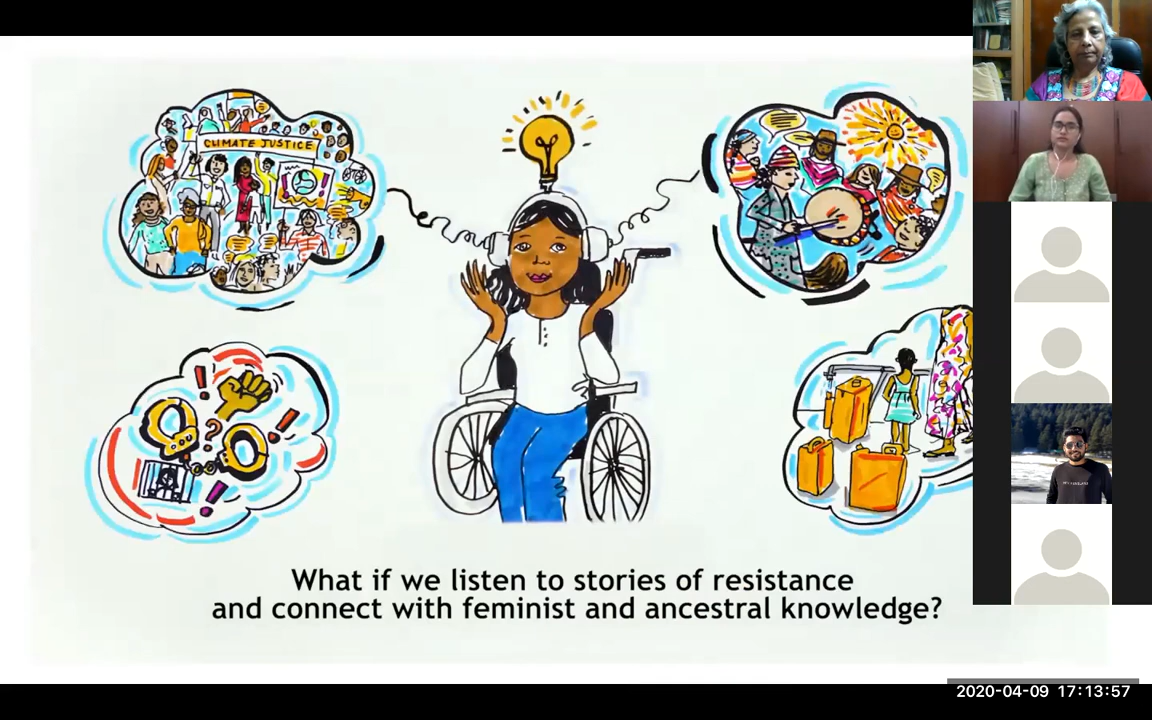 CLIMATE JUSTICE
What if we listen to stories of resistance
and connect with feminist and ancestral knowledge?
2020-04-09 17:13:57